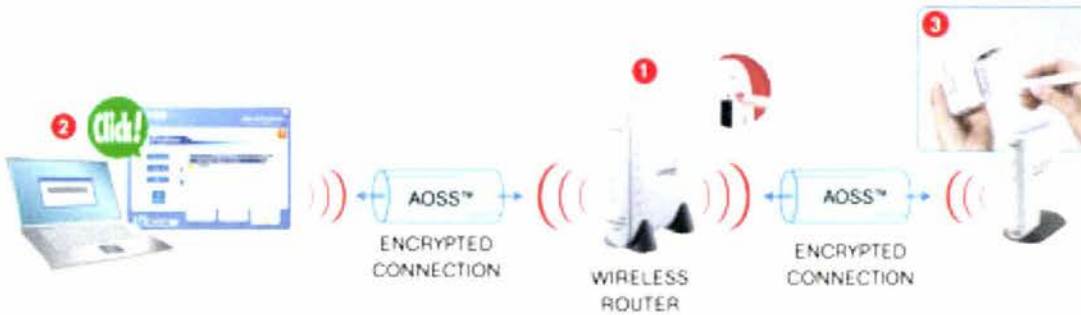 1
2
3
Click!
AOSS™
ENCRYPTED
CONNECTION
WIRELESS
ROUTER
AOSS™
ENCRYPTED
CONNECTION